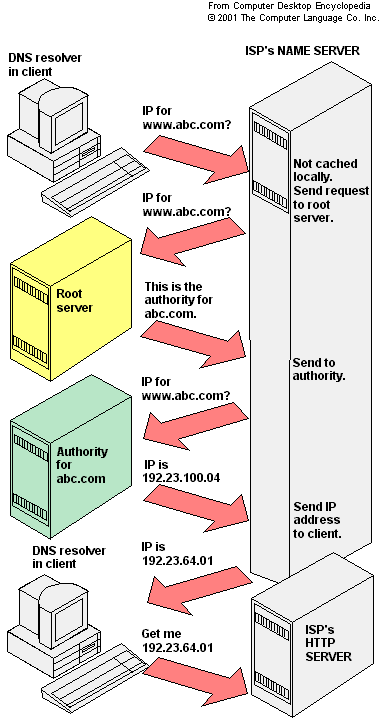 From Computer Desktop Encyclopedia
© 2001 The Computer Language Co. Inc.
DNS resolver
in client
ISP's NAME SERVER
IP for
www.abc.com?
Not cached
locally.
Send request
to root
server.
IP for
www.abc.com?
Root
server
This is the
authority for
abc.com.
Send to
authority.
IP for
www.abc.com?
Authority
for
abc.com
IP is
192.23.100.04
Send IP
address
to client.
DNS resolver
in client
IP is
192.23.64.01
Get me
192.23.64.01
ISP's
HTTP
SERVER